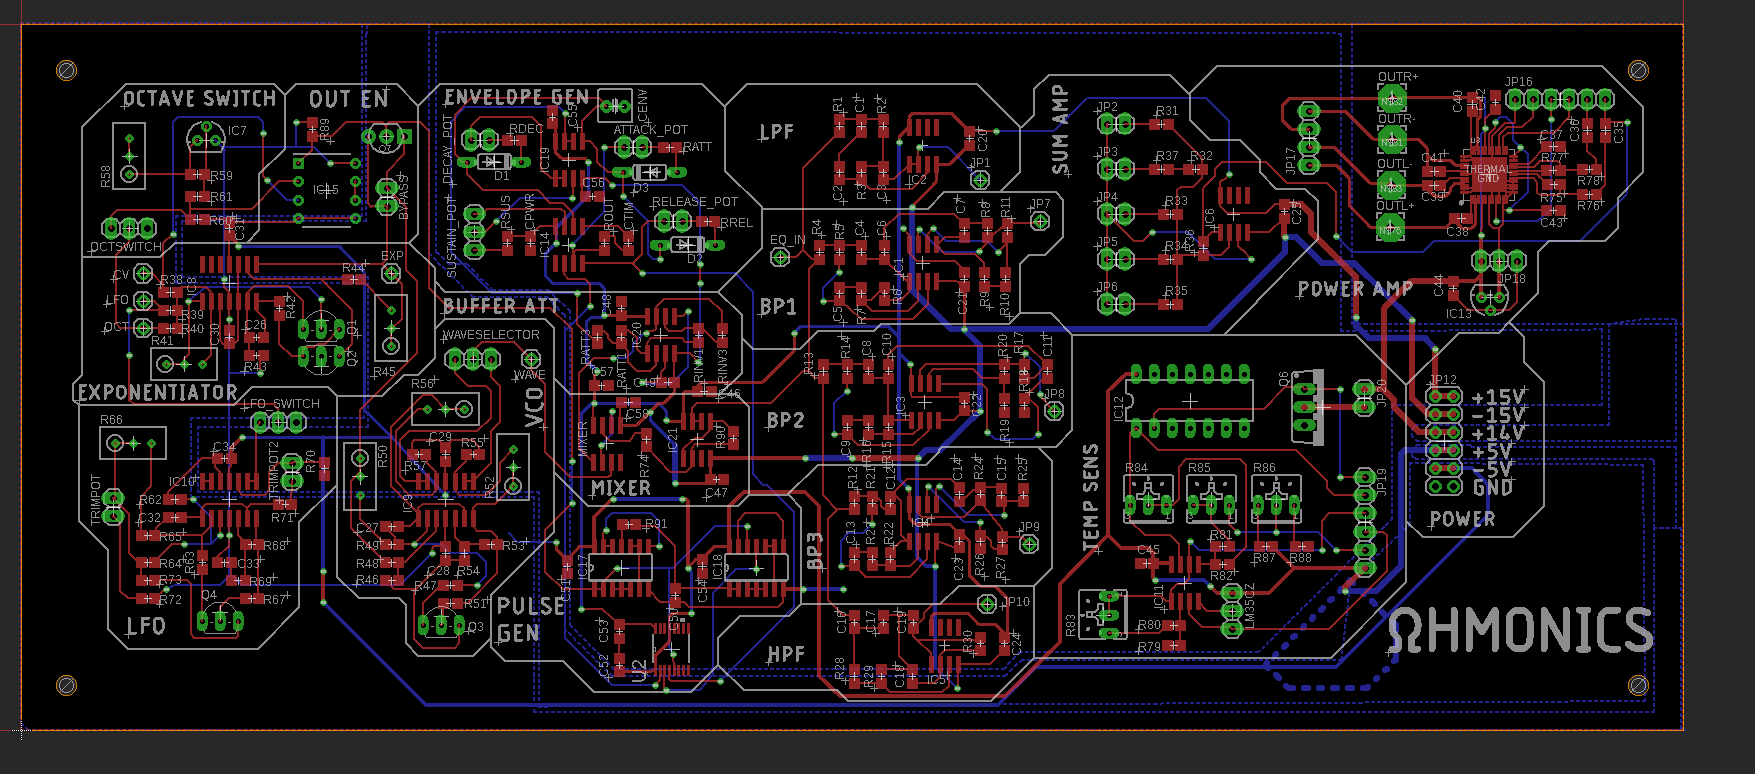 OCTAVE SWITCH
OUT EN
ENVELOPE GEN
LPF
SUM AMP
OUTR+
OUTR-
OUTL-
OUTL+
JP16
JP17
THERMAL
GND
IC7
R89
Q7
R58
R59
R61
IC15
BYPASS
OCTSWITCH
DECAY_POT
RDEC
D1
IC19
CENV
ATTACK_POT
RATT
D3
C56
RELEASE_POT
RREL
D2
SUSTAIN_POT
RSUS
CPWR
IC14
ROUT
CTIM
R1
C1
R2
C20
IC2
JP1
C2
R3
C3
JP2
JP3
JP4
JP5
JP6
R31
R37
R32
R33
R34
R35
R36
IC6
C25
C40
C42
C37
R77
C36
C35
R78
R75
R76
C43
C41
C39
C38
C44
JP18
IC13
POWER AMP
CV
LFO
OCT
R38
R39
R40
IC8
R41
C30
C26
R43
R42
Q1
Q2
R44
EXP
R45
EXPONENTIATOR
BUFFER ATT
WAVESELECTOR
WAVE
VCO
C48
IC20
RATT2
RATT1
RINV1
RINV3
C57
C49
C46
C58
EQ_IN
R4
R5
C4
C6
IC1
C7
R8
R11
JP7
C5
R7
R6
C21
R9
R10
BP1
BP2
R13
R14
C8
C10
IC3
R20
R17
C11
R18
C22
JP8
R19
C9
R16
R15
R66
LFO_SWITCH
C34
IC10
TRIMPOT
TRIMPOT2
R70
R62
C32
R65
R71
R68
R64
R73
R72
R63
C33
R69
R67
Q4
LFO
R56
R50
C29
R55
R57
IC9
R52
C27
R49
R48
R46
R53
C28
R54
R47
R51
Q3
PULSE
GEN
MIXER
MIXER
R74
IC21
R90
C47
R91
IC17
IC18
C51
C54
C50
C53
C52
U2
BP3
R12
R21
C12
C13
R23
R22
IC4
C14
R24
C15
R25
C23
R26
R27
JP9
HPF
C16
C17
C19
R28
R29
C18
IC5
R30
C24
JP10
TEMP SENS
IC12
Q6
JP20
R84
R85
R86
JP19
R81
R82
R87
R88
C45
IC11
LM35CZ
R83
R80
R79
JP12
+15V
-15V
+14V
+5V
-5V
GND
POWER
ΩHMONICS